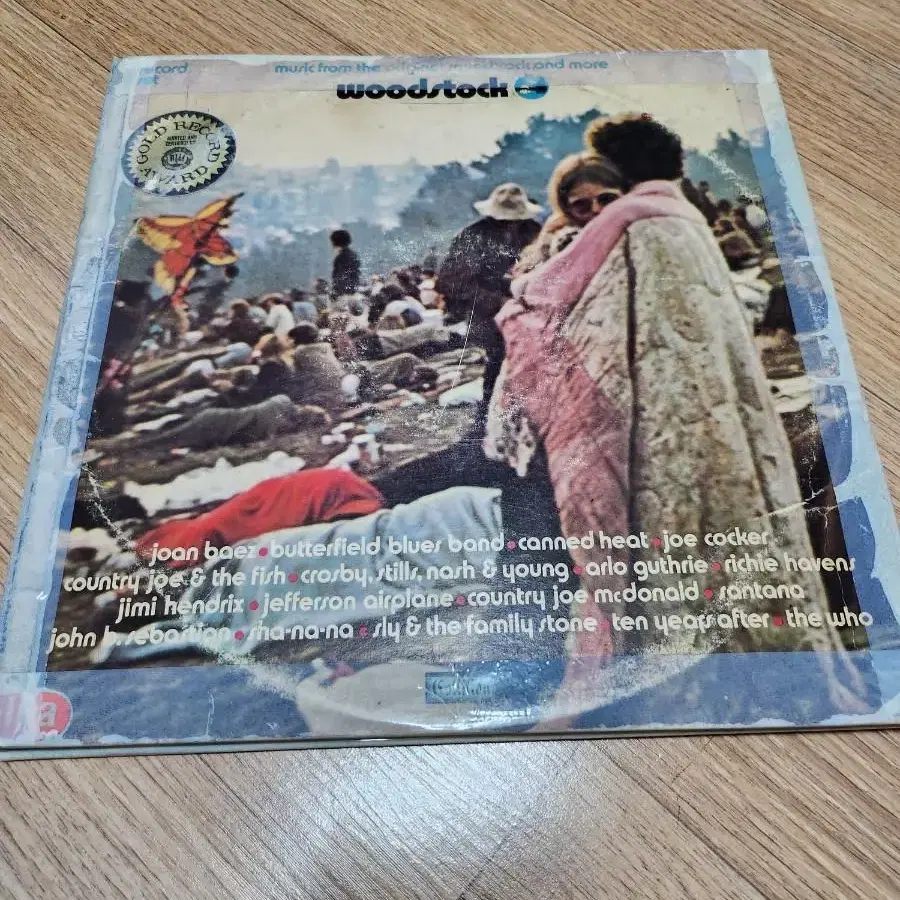 record
set
music from the original soundtrack and more
woodstock
GOLD RECORD AWARD
joan baez • butterfield blues band • canned heat • joe cocker
country joe & the fish • crosby, stills, nash & young • arlo guthrie • richie havens
jimi hendrix • jefferson airplane • country joe mcdonald • santana
john b. sebastian • sha-na-na • sly & the family stone • ten years after • the who